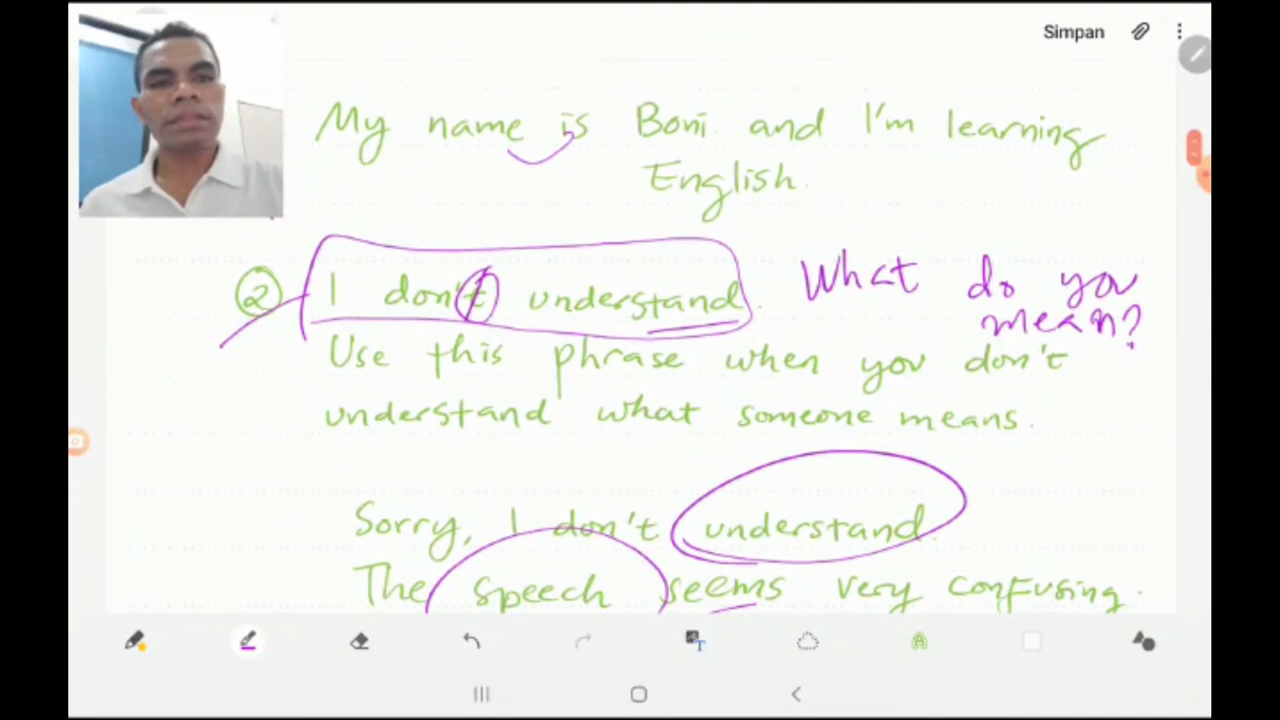 Simpan
My name is Boni and I'm learning
English.
2 I don't understand. What do you
mean?
Use this phrase when you don't
understand what someone means.
Sorry, I don't understand.
The speech seems very confusing.